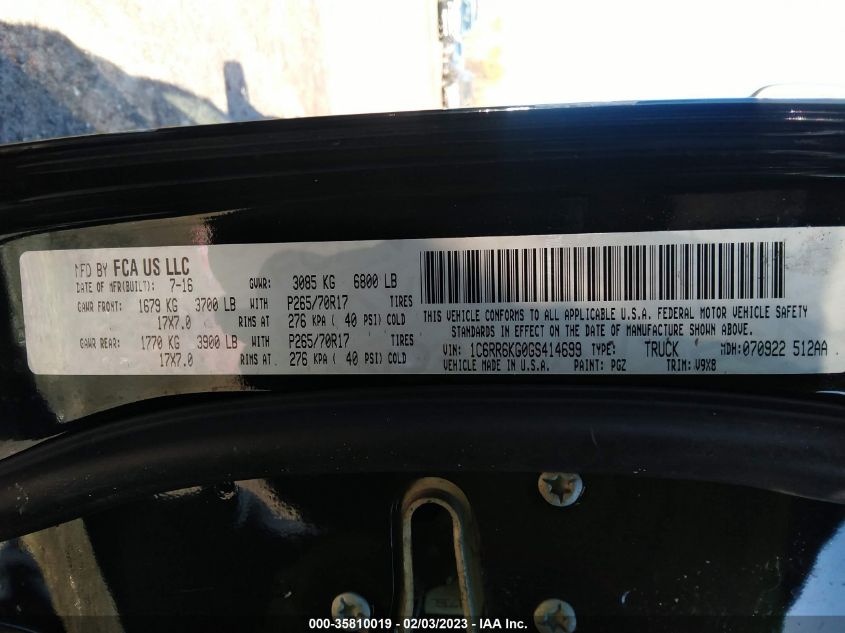 MFD BY FCA US LLC
DATE OF MFR(BUILT): 7-16 GVWR: 3085 KG 6800 LB
GAWR FRONT: 1679 KG 3700 LB WITH P265/70R17 TIRES
17X7.0 RIMS AT 276 KPA ( 40 PSI) COLD
GAWR REAR: 1770 KG 3900 LB WITH P265/70R17 TIRES
17X7.0 RIMS AT 276 KPA ( 40 PSI) COLD
THIS VEHICLE CONFORMS TO ALL APPLICABLE U.S.A. FEDERAL MOTOR VEHICLE SAFETY
STANDARDS IN EFFECT ON THE DATE OF MANUFACTURE SHOWN ABOVE.
VIN: 1C6RR6KG0GS414699 TYPE: TRUCK MDH: 070922 512AA
VEHICLE MADE IN U.S.A. PAINT: PGZ TRIM: V9X8
000-35810019 - 02/03/2023 - IAA Inc.